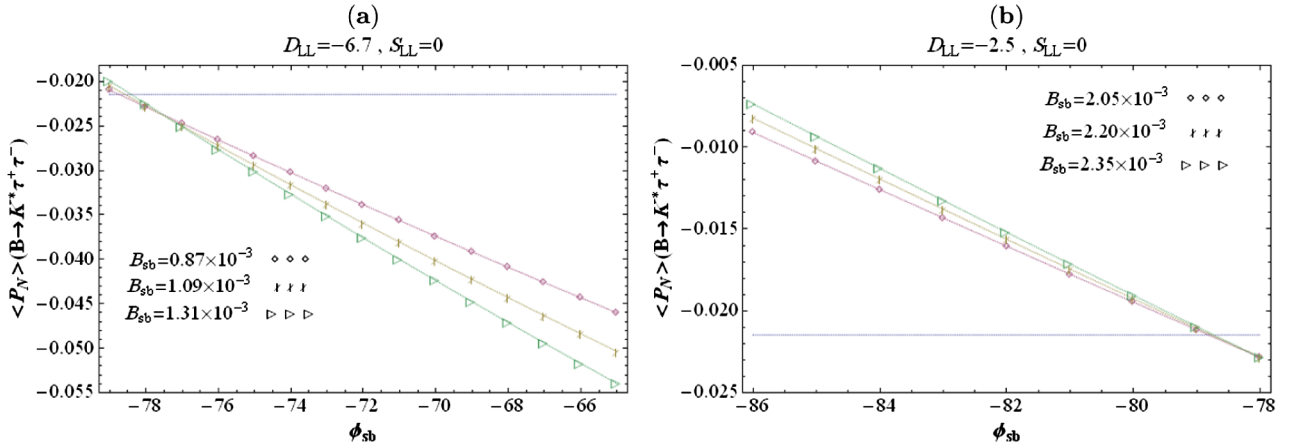 (a)
D_LL=−6.7 , S_LL=0
<P_N>(B→K^*τ^+τ^−)
−0.020
−0.025
−0.030
−0.035
−0.040
−0.045
−0.050
−0.055
B_sb=0.87×10^−3
B_sb=1.09×10^−3
B_sb=1.31×10^−3
−78 −76 −74 −72 −70 −68 −66
ϕ_sb
(b)
D_LL=−2.5 , S_LL=0
<P_N>(B→K^*τ^+τ^−)
−0.005
−0.010
−0.015
−0.020
−0.025
B_sb=2.05×10^−3
B_sb=2.20×10^−3
B_sb=2.35×10^−3
−86 −84 −82 −80 −78
ϕ_sb